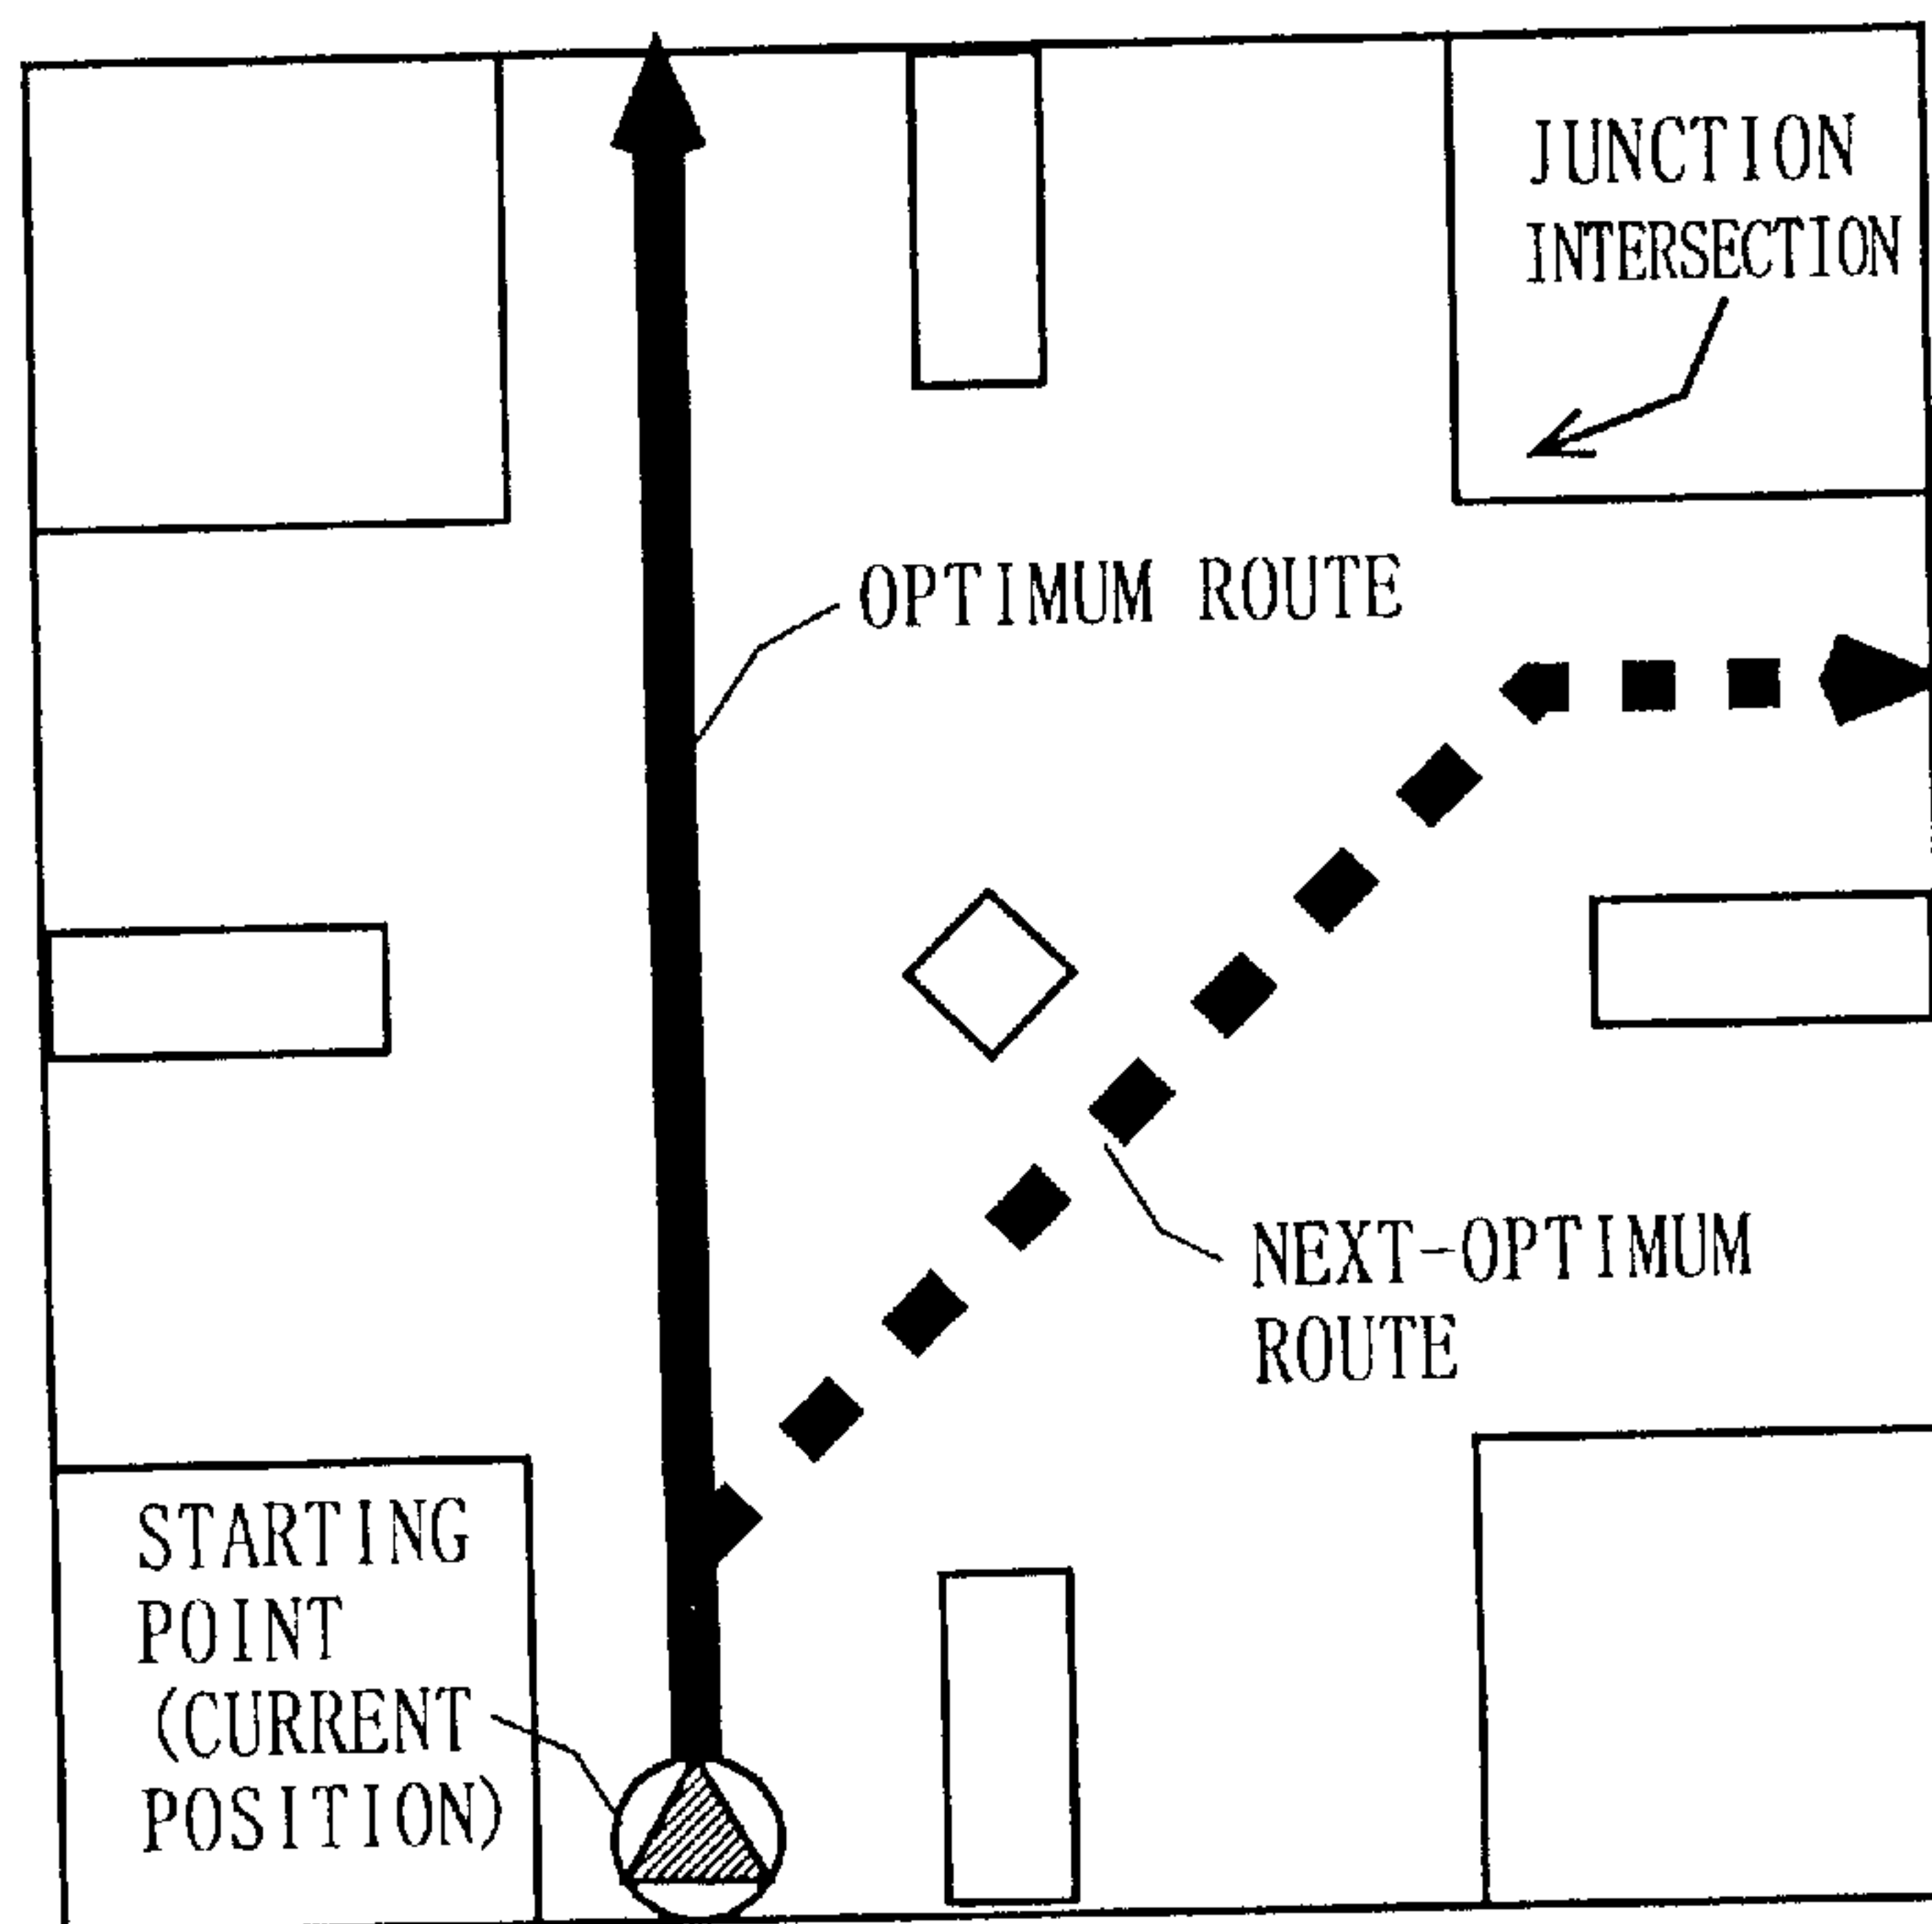 JUNCTION
INTERSECTION
OPTIMUM ROUTE
NEXT-OPTIMUM
ROUTE
STARTING
POINT
(CURRENT
POSITION)